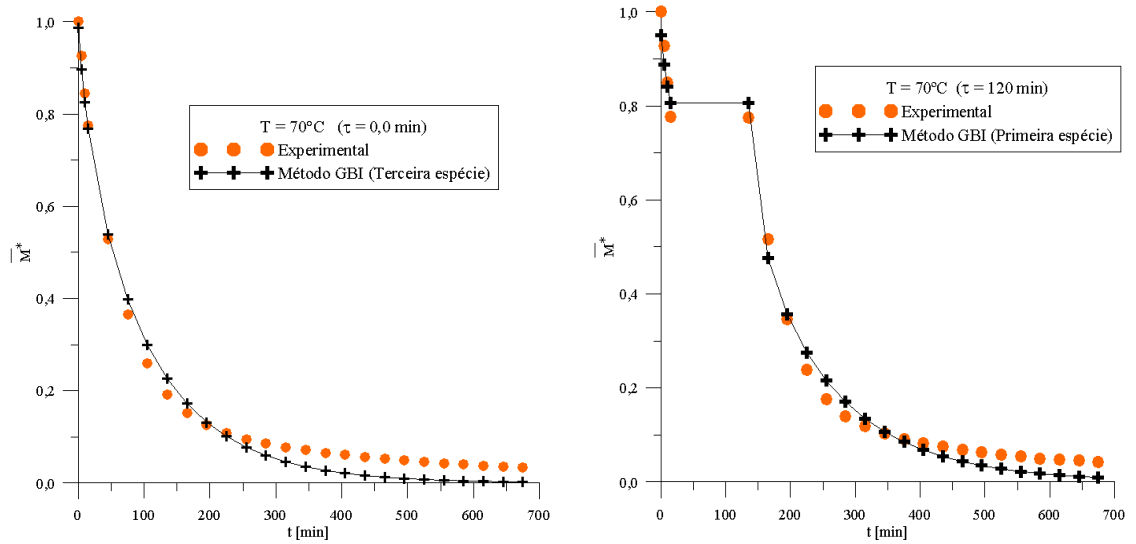 1,0
0,8
0,6
0,4
0,2
0,0
M*
T = 70°C (τ = 0,0 min)
Experimental
Método GBI (Terceira espécie)
0 100 200 300 400 500 600 700
t [min]
1,0
0,8
0,6
0,4
0,2
0,0
M*
T = 70°C (τ = 120 min)
Experimental
Método GBI (Primeira espécie)
0 100 200 300 400 500 600 700
t [min]